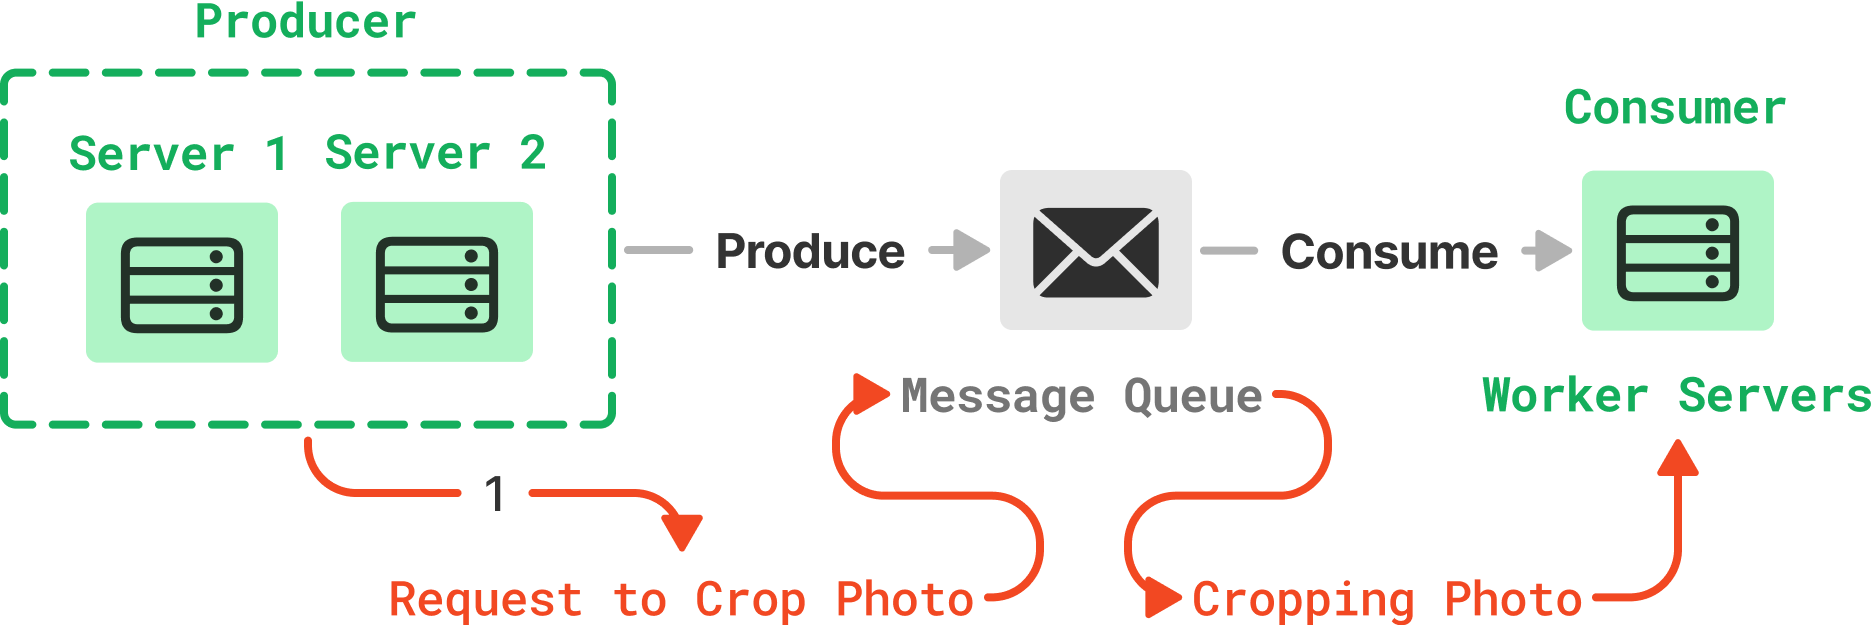 Producer
Server 1
Server 2
Produce
Message Queue
Consume
Consumer
Worker Servers
1
Request to Crop Photo
Cropping Photo